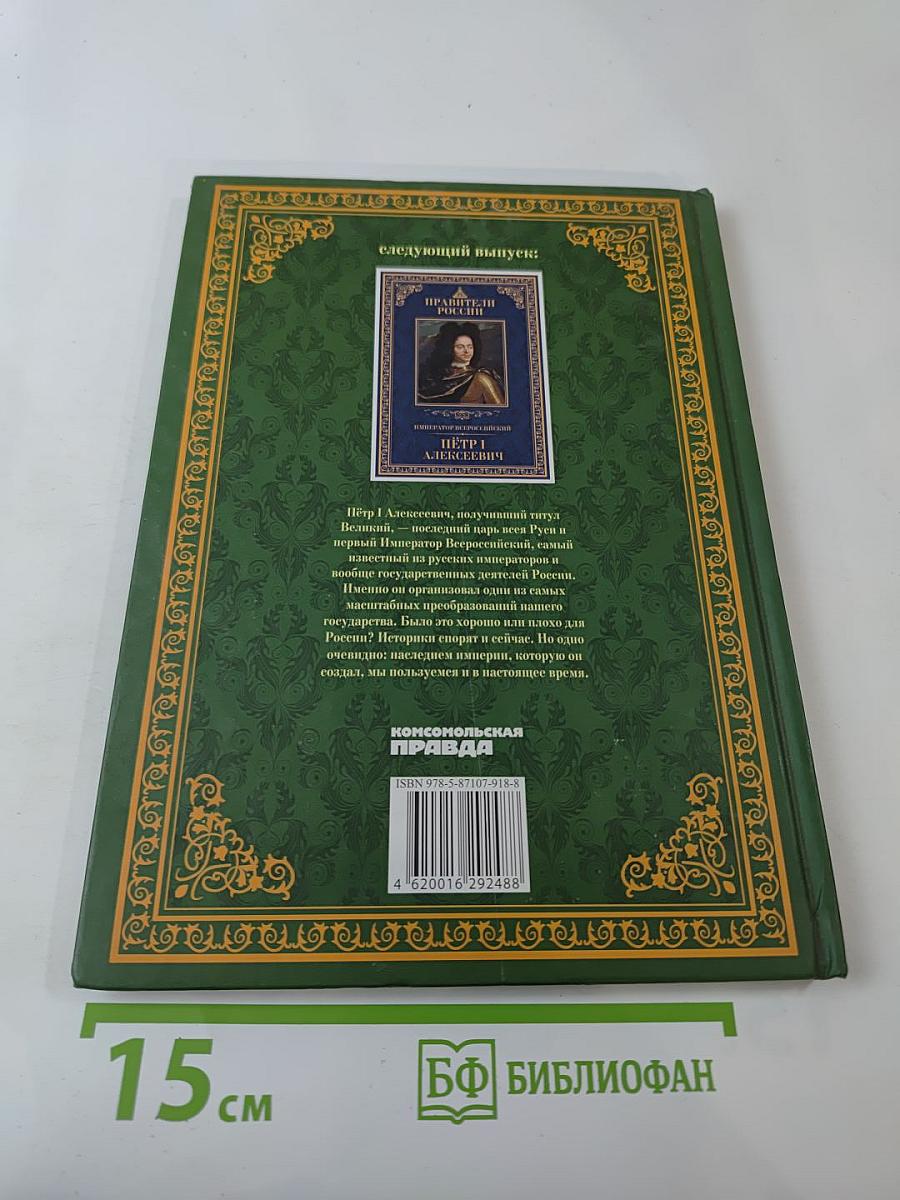 следующий выпуск:
ПРАВИТЕЛИ
РОССИИ
ИМПЕРАТОР ВСЕРОССИЙСКИЙ
ПЁТР I
АЛЕКСЕЕВИЧ
Пётр I Алексеевич, получивший титул
Великий, — последний царь всея Руси и
первый Император Всероссийский, самый
известный из русских императоров и
вообще государственных деятелей России.
Именно он организовал одни из самых
масштабных преобразований нашего
государства. Было это хорошо или плохо для
России? Историки спорят и сейчас. Но одно
очевидно: наследием империи, которую он
создал, мы пользуемся и в настоящее время.
КОМСОМОЛЬСКАЯ
ПРАВДА
ISBN 978-5-87107-918-8
4 620016 292488
15 см
БФ БИБЛИОФАН